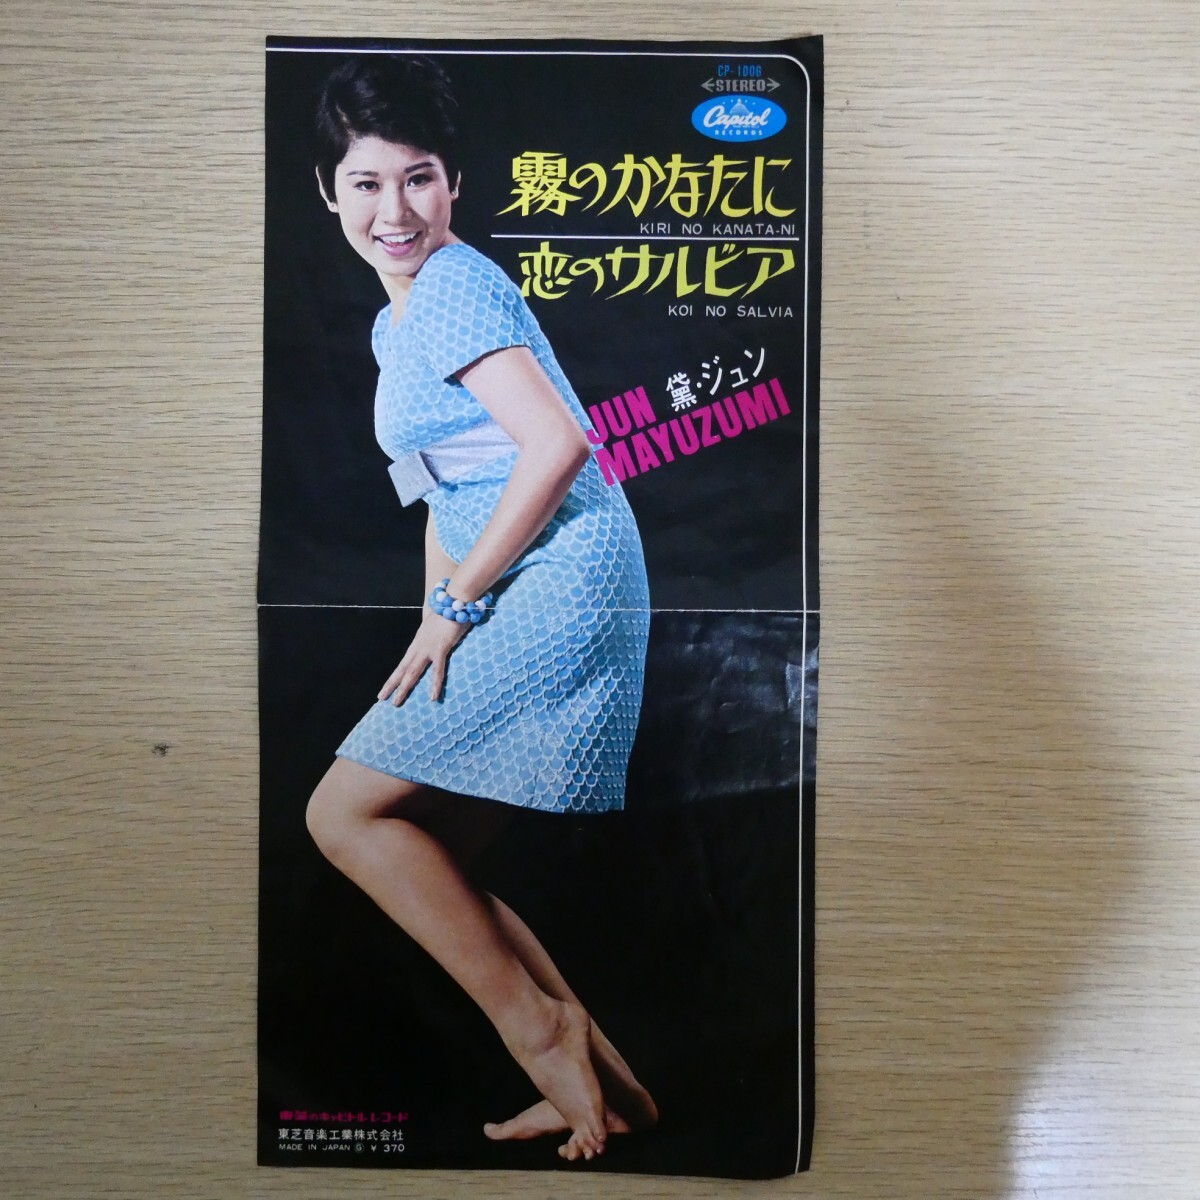 CP-1006
STEREO
Capitol
RECORDS
霧のかなたに
KIRI NO KANATA-NI
恋のサルビア
KOI NO SALVIA
黛・ジュン
JUN
MAYUZUMI
東芝のキャピトル レコード
東芝音楽工業株式会社
MADE IN JAPAN Ⓢ ¥ 370